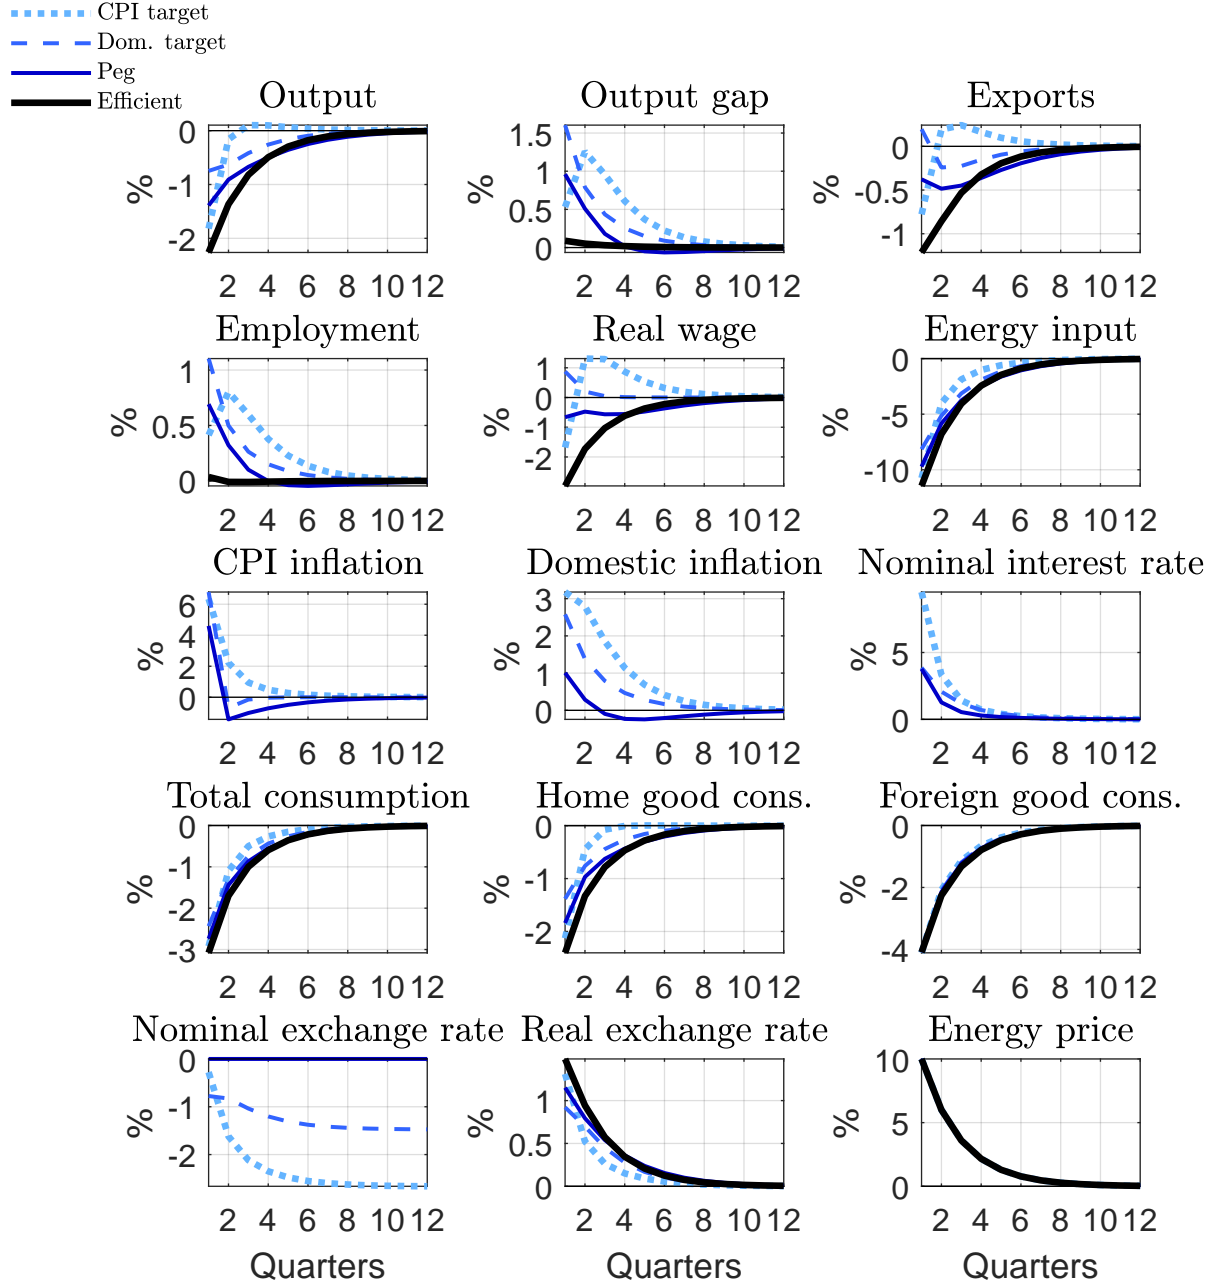 CPI target
Dom. target
Peg
Efficient
Output
Output gap
Exports
0
-1
-2
%
2 4 6 8 10 12
1.5
1
0.5
0
%
2 4 6 8 10 12
0
-0.5
-1
%
2 4 6 8 10 12
Employment
Real wage
Energy input
1
0.5
0
%
2 4 6 8 10 12
1
0
-1
-2
%
2 4 6 8 10 12
0
-5
-10
%
2 4 6 8 10 12
CPI inflation
Domestic inflation
Nominal interest rate
6
4
2
0
%
2 4 6 8 10 12
3
2
1
0
%
2 4 6 8 10 12
5
0
%
2 4 6 8 10 12
Total consumption
Home good cons.
Foreign good cons.
0
-1
-2
-3
%
2 4 6 8 10 12
0
-1
-2
%
2 4 6 8 10 12
0
-2
-4
%
2 4 6 8 10 12
Nominal exchange rate
Real exchange rate
Energy price
0
-1
-2
%
2 4 6 8 10 12
Quarters
1
0.5
0
%
2 4 6 8 10 12
Quarters
10
5
0
%
2 4 6 8 10 12
Quarters